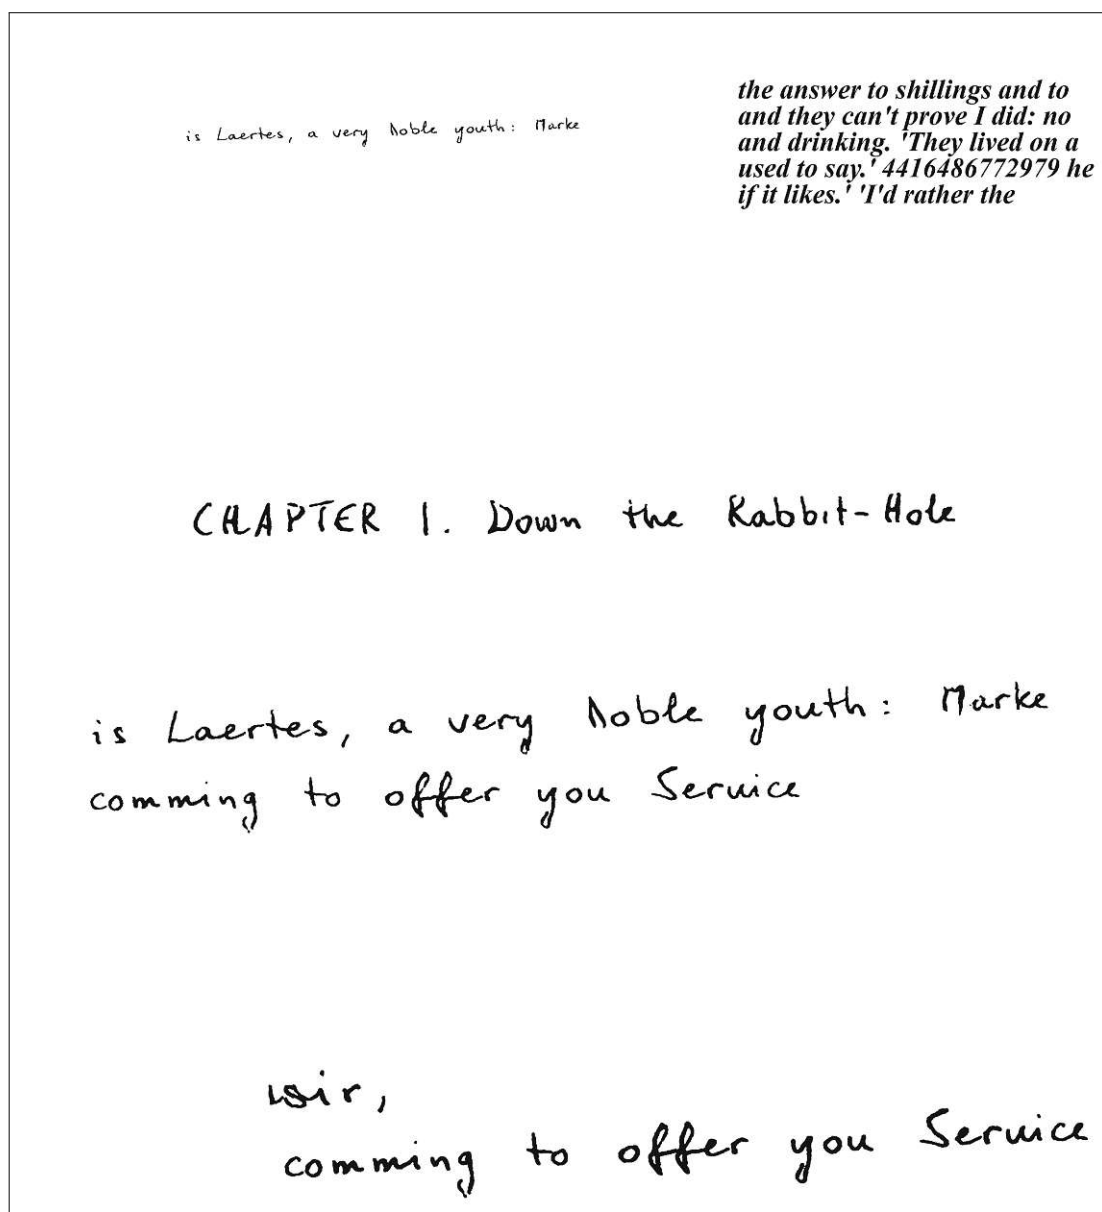 is Laertes, a very Noble youth: Marke
the answer to shillings and to
and they can't prove I did: no
and drinking. 'They lived on a
used to say.' 4416486772979 he
if it likes.' 'I'd rather the
CHAPTER I. Down the Rabbit-Hole
is Laertes, a very Noble youth: Marke
comming to offer you Seruice
comming to offer you Seruice